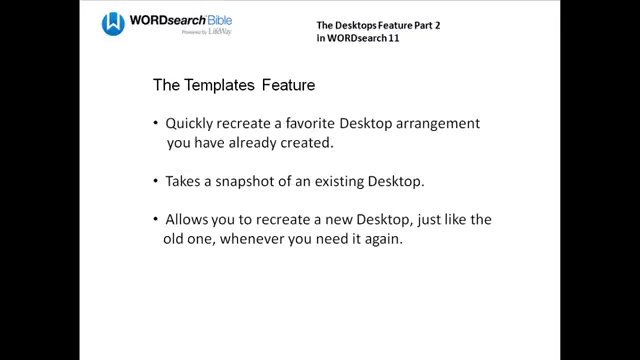 WORDsearch Bible
Powered by LifeWay
The Desktops Feature Part 2
in WORDsearch 11
The Templates Feature
• Quickly recreate a favorite Desktop arrangement
you have already created.
• Takes a snapshot of an existing Desktop.
• Allows you to recreate a new Desktop, just like the
old one, whenever you need it again.